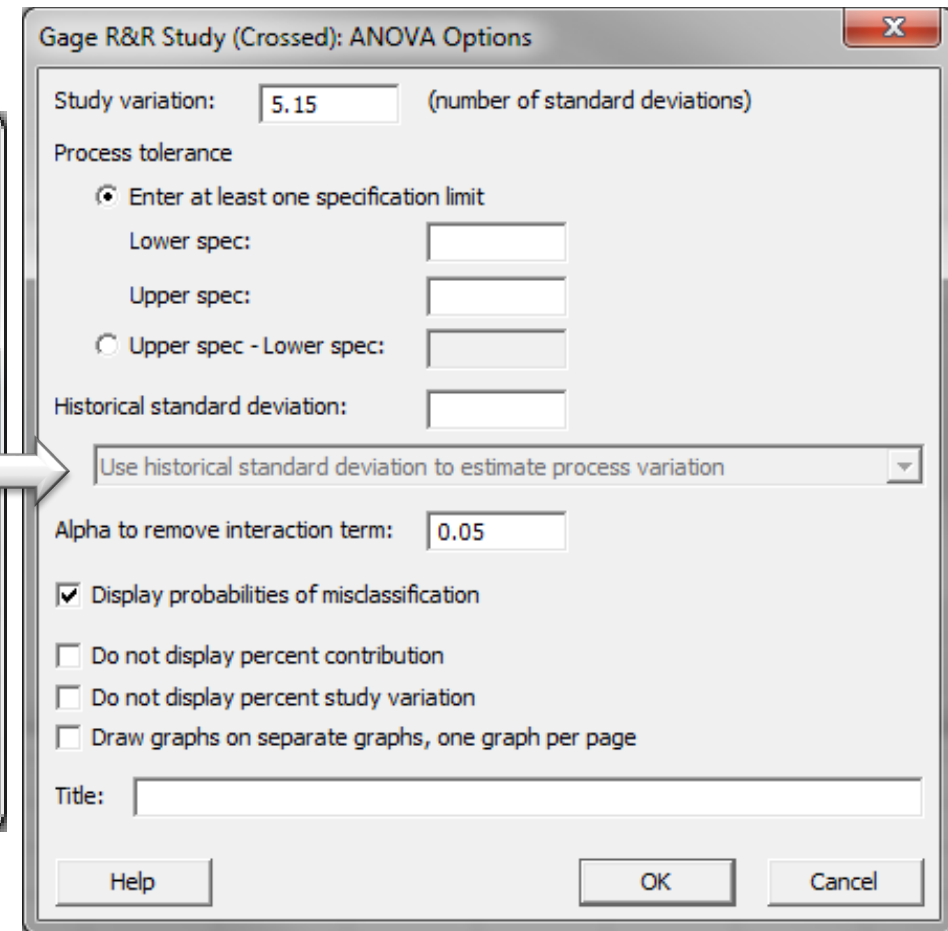 Gage R&R Study (Crossed): ANOVA Options
Study variation: 5.15 (number of standard deviations)
Process tolerance
Enter at least one specification limit
Lower spec:
Upper spec:
Upper spec - Lower spec:
Historical standard deviation:
Use historical standard deviation to estimate process variation
Alpha to remove interaction term: 0.05
Display probabilities of misclassification
Do not display percent contribution
Do not display percent study variation
Draw graphs on separate graphs, one graph per page
Title:
Help OK Cancel